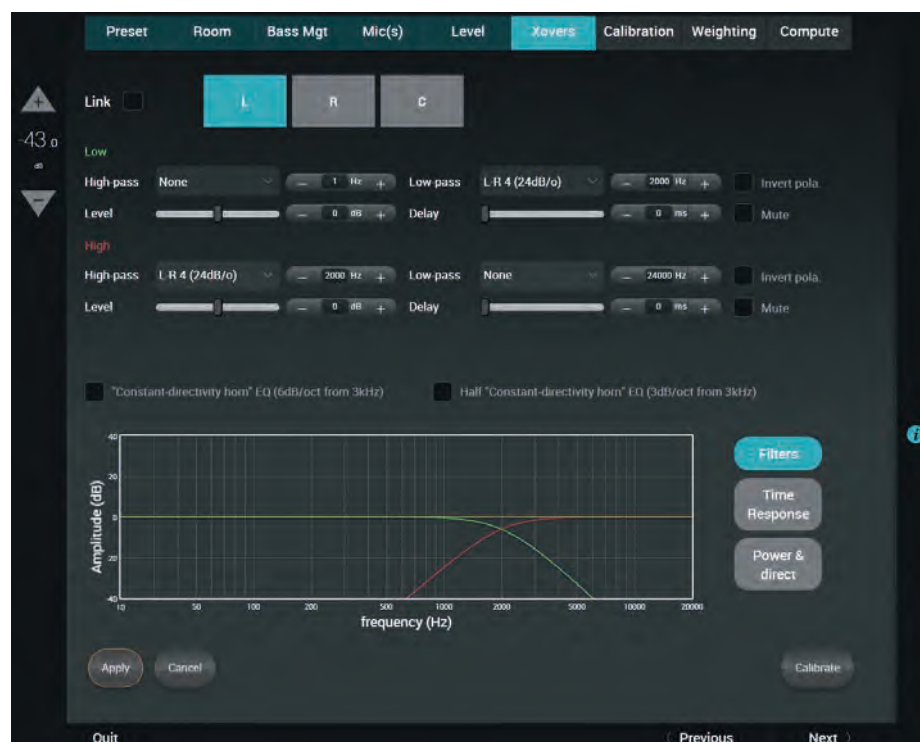 Preset Room Bass Mgt Mic(s) Level Xovers Calibration Weighting Compute
Link L R C
-43.0
dB
Low
High-pass None - 1 Hz + Low-pass L-R 4 (24dB/o) - 2000 Hz + Invert pola.
Level - 0 dB + Delay - 0 ms + Mute
High
High-pass L-R 4 (24dB/o) - 2000 Hz + Low-pass None - 24000 Hz + Invert pola.
Level - 0 dB + Delay - 0 ms + Mute
"Constant-directivity horn" EQ (6dB/oct from 3kHz) Half "Constant-directivity horn" EQ (3dB/oct from 3kHz)
Amplitude (dB)
40
20
0
-20
-40
10 50 100 200 500 1000 2000 5000 10000 20000
frequency (Hz)
Filters
Time
Response
Power &
direct
i
Apply Cancel Calibrate
Quit Previous Next